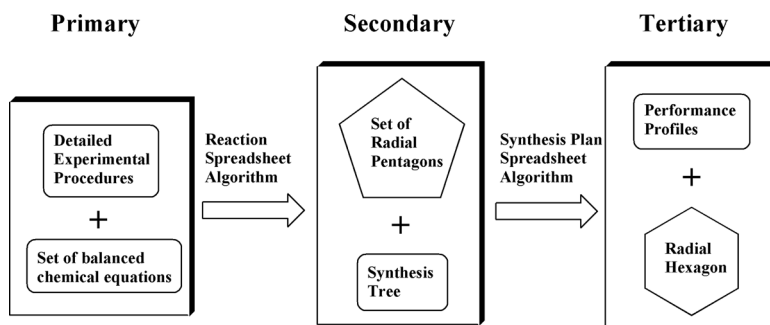 Primary
Secondary
Tertiary
Detailed
Experimental
Procedures
+
Set of balanced
chemical equations
Reaction
Spreadsheet
Algorithm
Set of
Radial
Pentagons
+
Synthesis
Tree
Synthesis Plan
Spreadsheet
Algorithm
Performance
Profiles
+
Radial
Hexagon